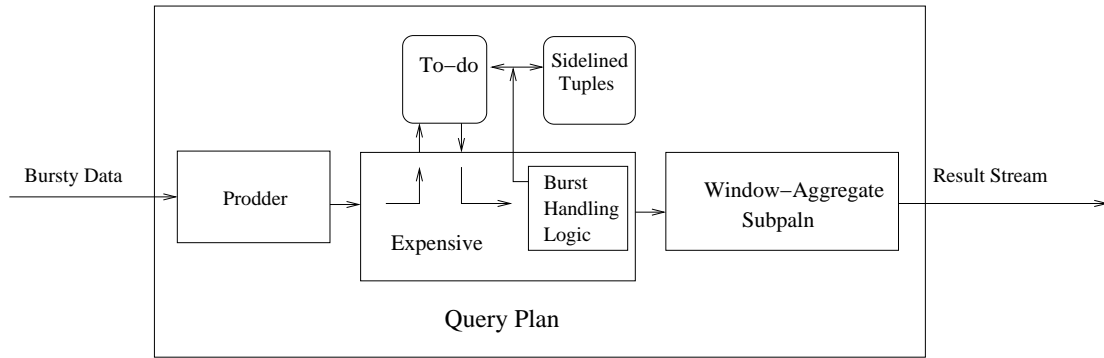 To−do
Sidelined
Tuples
Bursty Data
Prodder
Expensive
Burst
Handling
Logic
Window−Aggregate
Subpaln
Result Stream
Query Plan